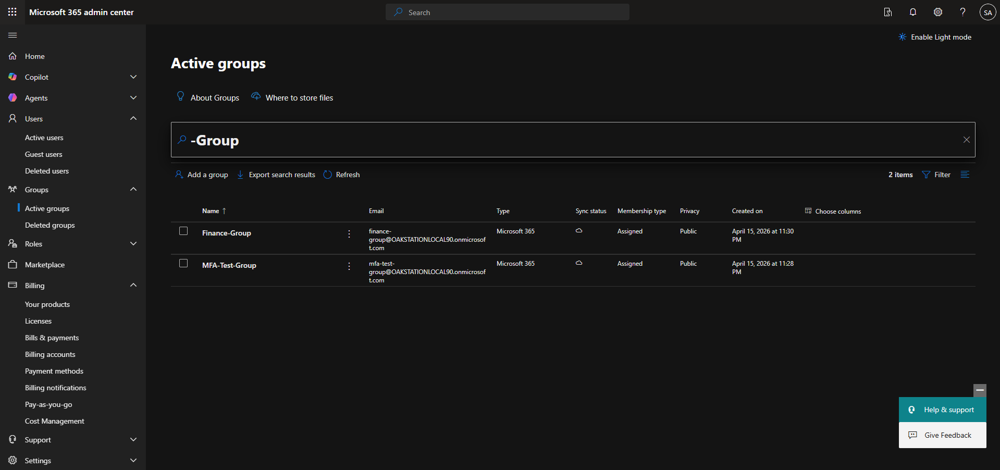 Microsoft 365 admin center
Search
SA
Enable Light mode
Home
Copilot
Agents
Users
Active users
Guest users
Deleted users
Groups
Active groups
Deleted groups
Roles
Marketplace
Billing
Your products
Licenses
Bills & payments
Billing accounts
Payment methods
Billing notifications
Pay-as-you-go
Cost Management
Support
Settings
Active groups
About Groups
Where to store files
-Group
Add a group
Export search results
Refresh
2 items
Filter
Name ↑
Email
Type
Sync status
Membership type
Privacy
Created on
Choose columns
Finance-Group
finance-
group@OAKSTATIONLOCAL90.onmicrosof
t.com
Microsoft 365
Assigned
Public
April 15, 2026 at 11:30
PM
MFA-Test-Group
mfa-test-
group@OAKSTATIONLOCAL90.onmicrosof
t.com
Microsoft 365
Assigned
Public
April 15, 2026 at 11:28
PM
Help & support
Give Feedback